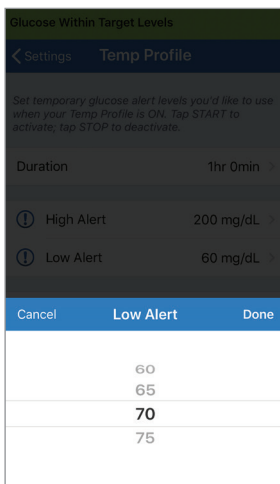 Glucose Within Target Levels
Settings Temp Profile
Set temporary glucose alert levels you'd like to use
when your Temp Profile is ON. Tap START to
activate; tap STOP to deactivate.
Duration 1hr 0min
High Alert 200 mg/dL
Low Alert 60 mg/dL
Cancel Low Alert Done
60
65
70
75